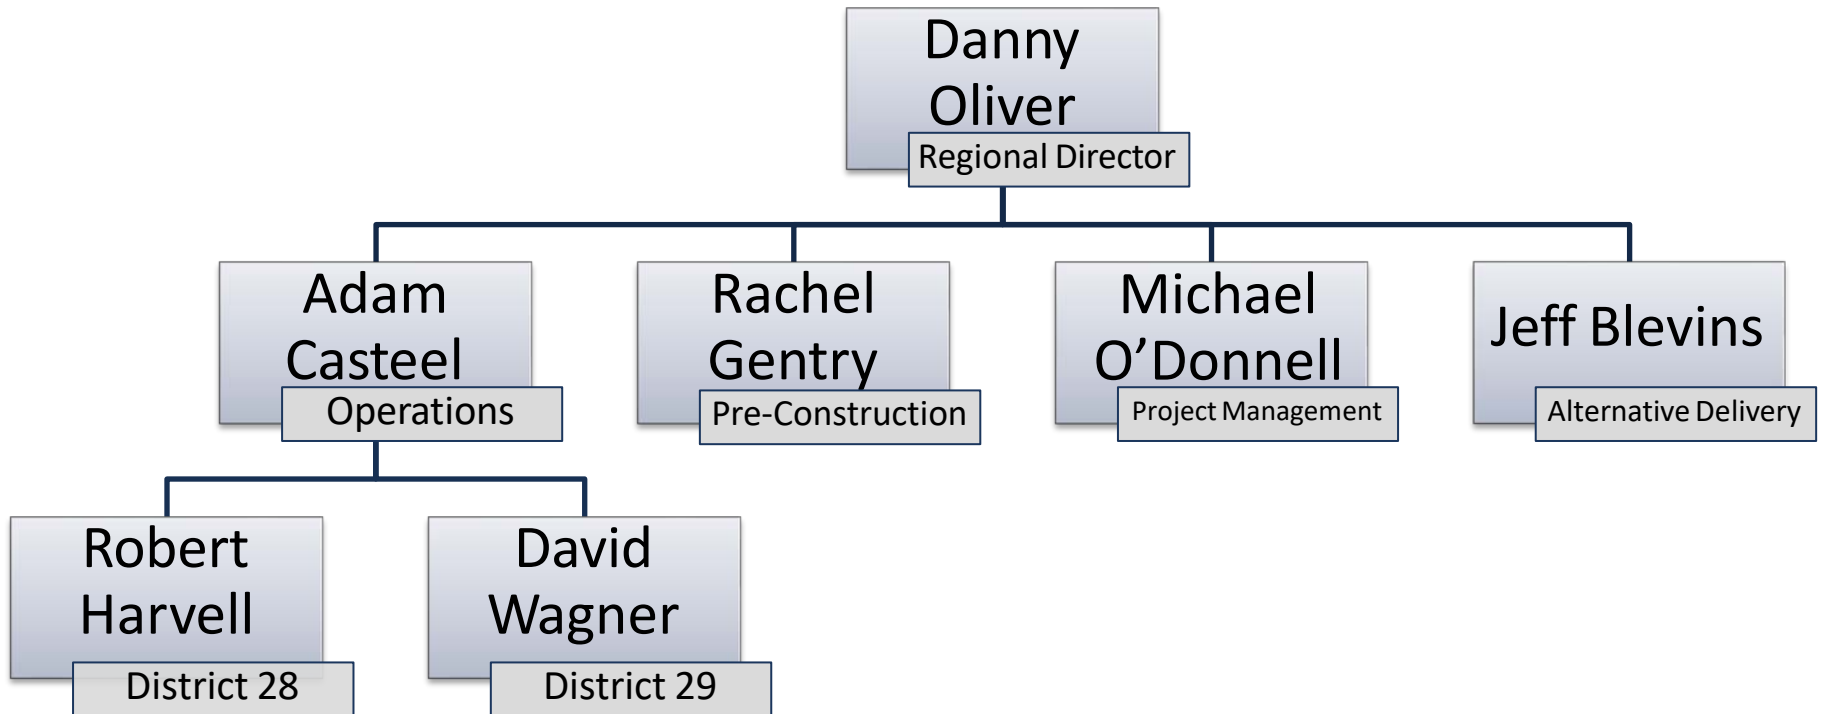 Danny
Oliver
Regional Director
Adam
Casteel
Operations
Rachel
Gentry
Pre-Construction
Michael
O’Donnell
Project Management
Jeff Blevins
Alternative Delivery
Robert
Harvell
District 28
David
Wagner
District 29